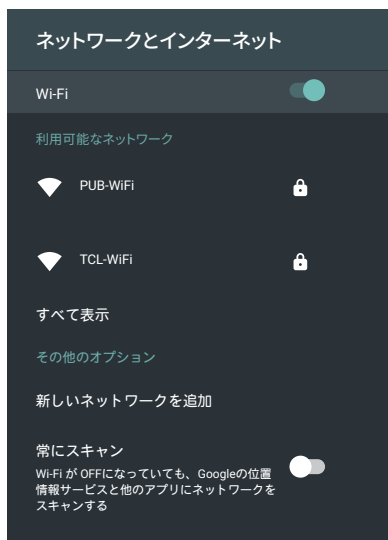 ネットワークとインターネット
Wi-Fi
利用可能なネットワーク
PUB-WiFi
TCL-WiFi
すべて表示
その他のオプション
新しいネットワークを追加
常にスキャン
Wi-Fi が OFFになっていても、Googleの位置
情報サービスと他のアプリにネットワークを
スキャンする